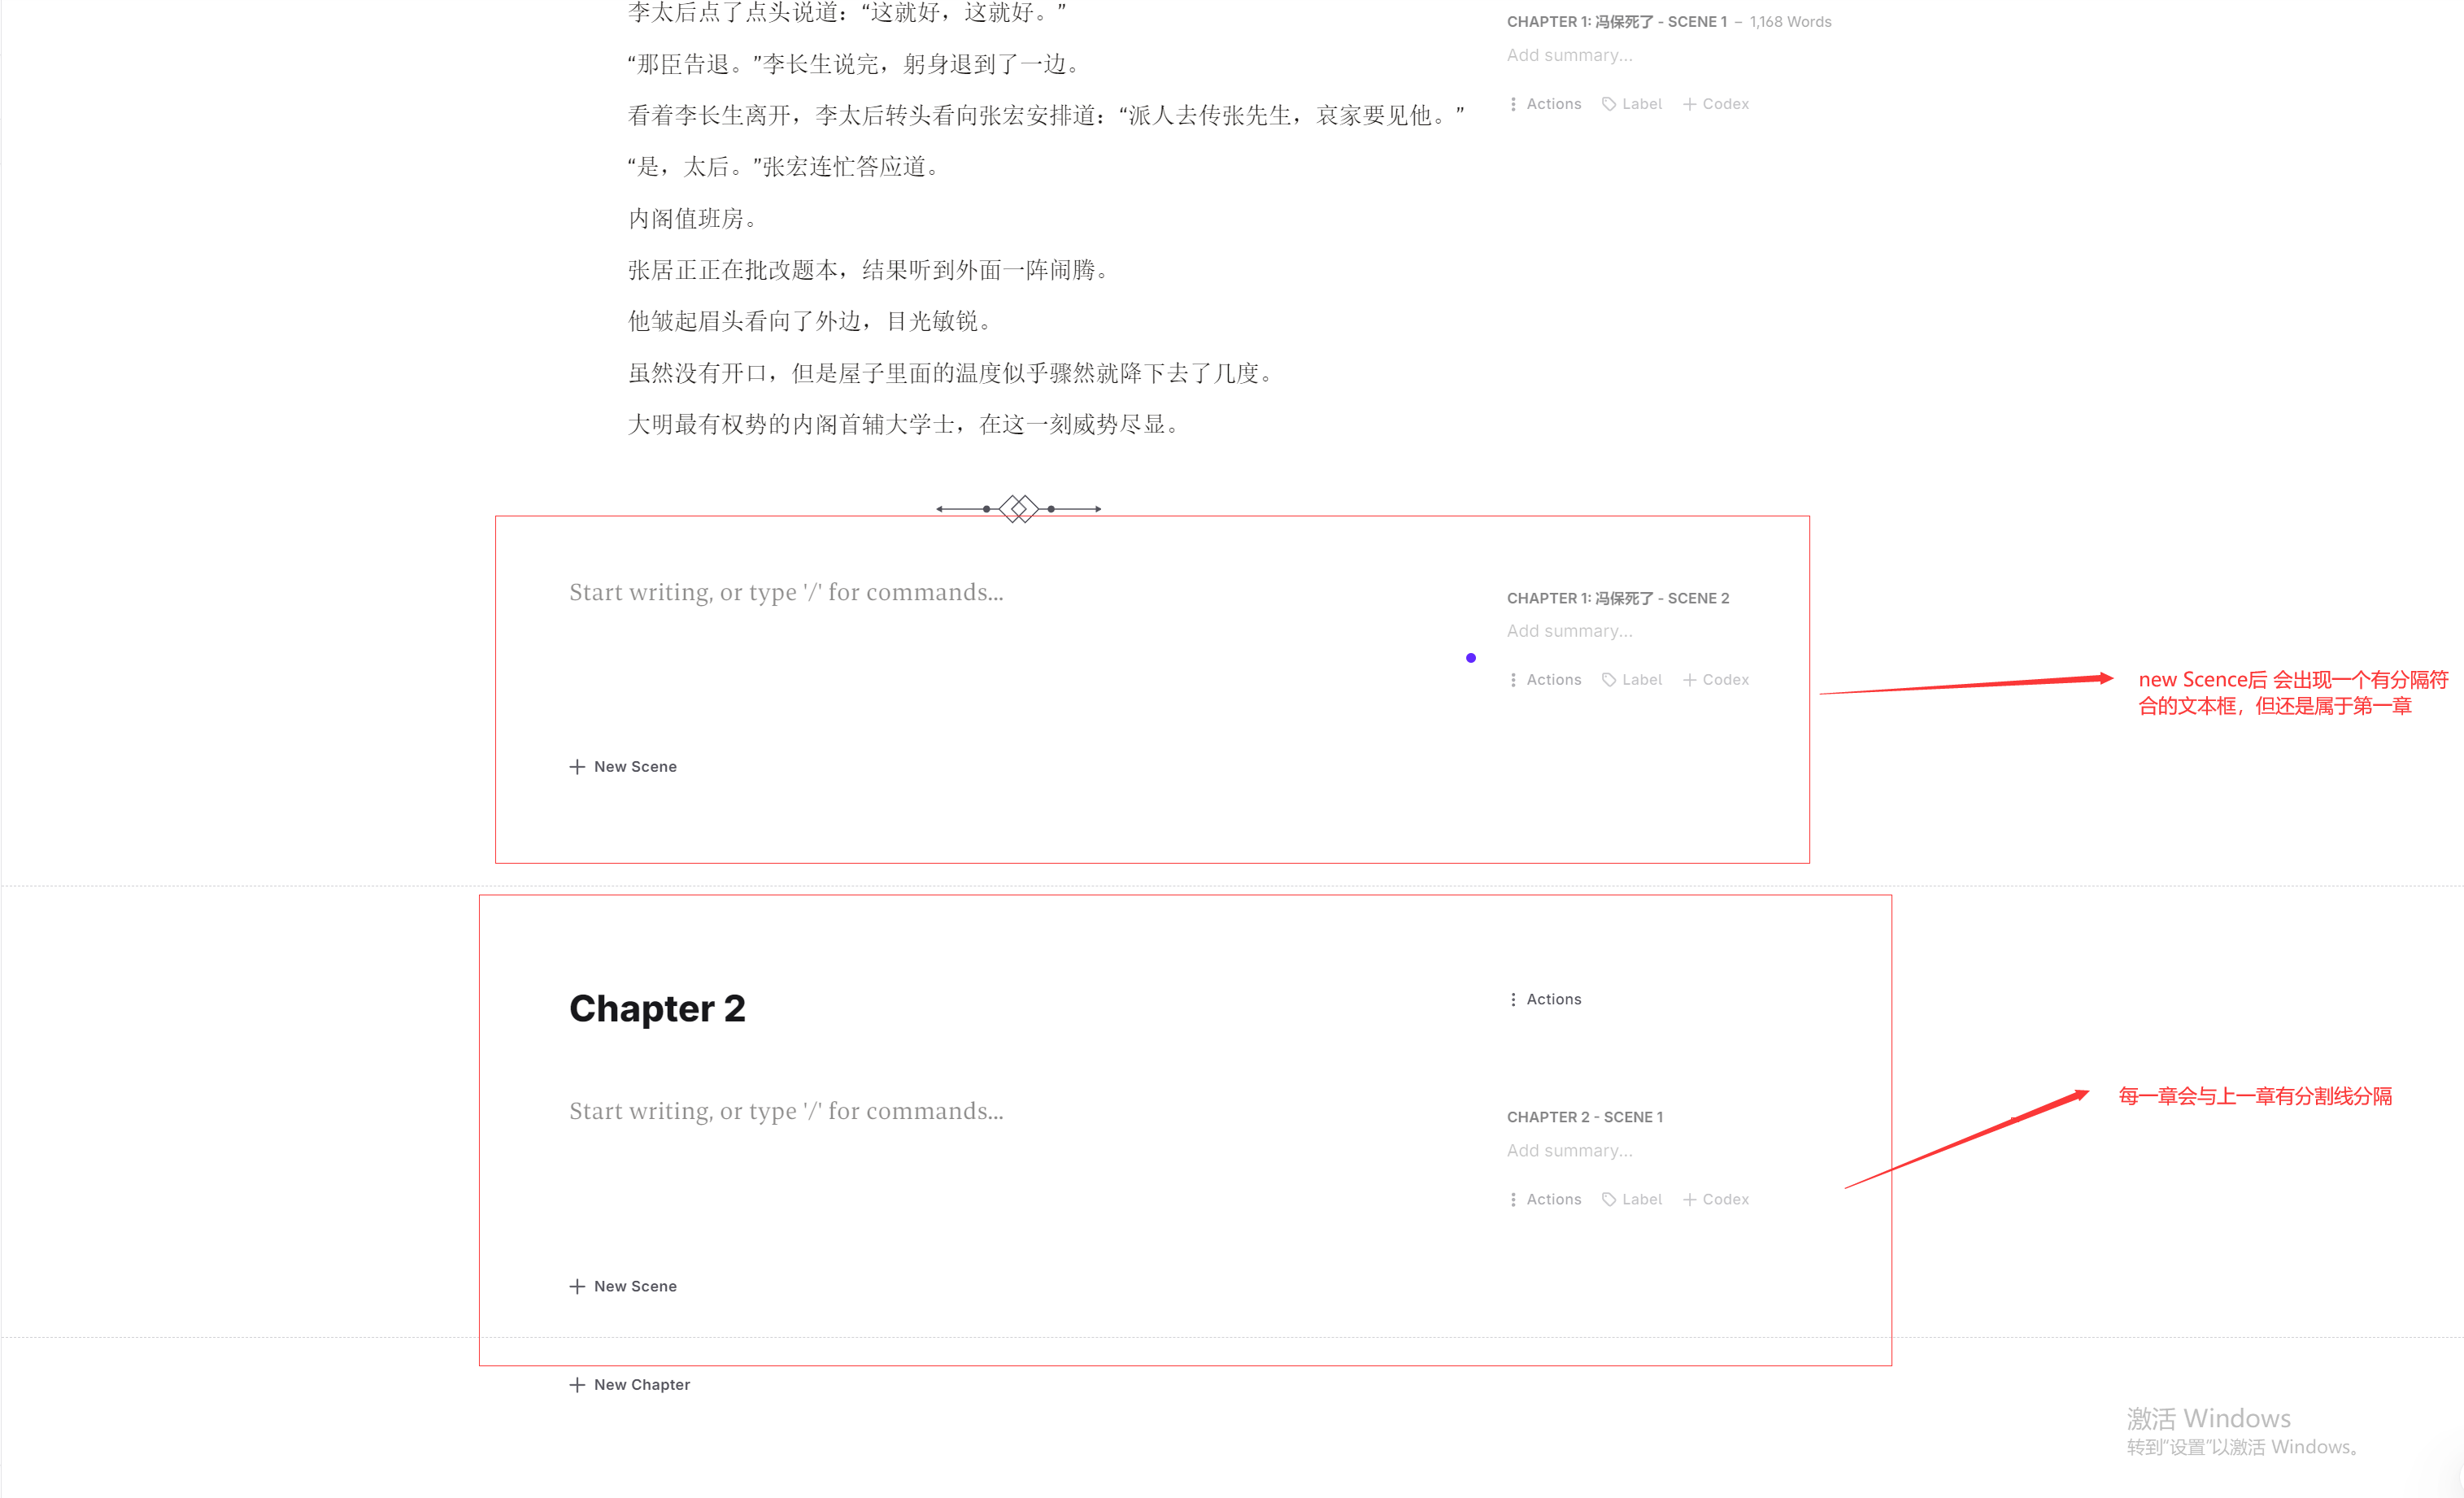 李太后点了点头说道：“这就好，这就好。”
“那臣告退。”李长生说完，躬身退到了一边。
看着李长生离开，李太后转头看向张宏安排道：“派人去传张先生，哀家要见他。”
“是，太后。”张宏连忙答应道。
内阁值班房。
张居正正在批改题本，结果听到外面一阵闹腾。
他皱起眉头看向了外边，目光敏锐。
虽然没有开口，但是屋子里面的温度似乎骤然就降下去了几度。
大明最有权势的内阁首辅大学士，在这一刻威势尽显。
CHAPTER 1: 冯保死了 - SCENE 1 – 1,168 Words
Add summary...
Actions Label + Codex
Start writing, or type '/' for commands...
CHAPTER 1: 冯保死了 - SCENE 2
Add summary...
Actions Label + Codex
+ New Scene
new Scence后 会出现一个有分隔符
合的文本框，但还是属于第一章
Chapter 2
Actions
Start writing, or type '/' for commands...
CHAPTER 2 - SCENE 1
Add summary...
Actions Label + Codex
+ New Scene
每一章会与上一章有分割线分隔
+ New Chapter
激活 Windows
转到"设置"以激活 Windows。